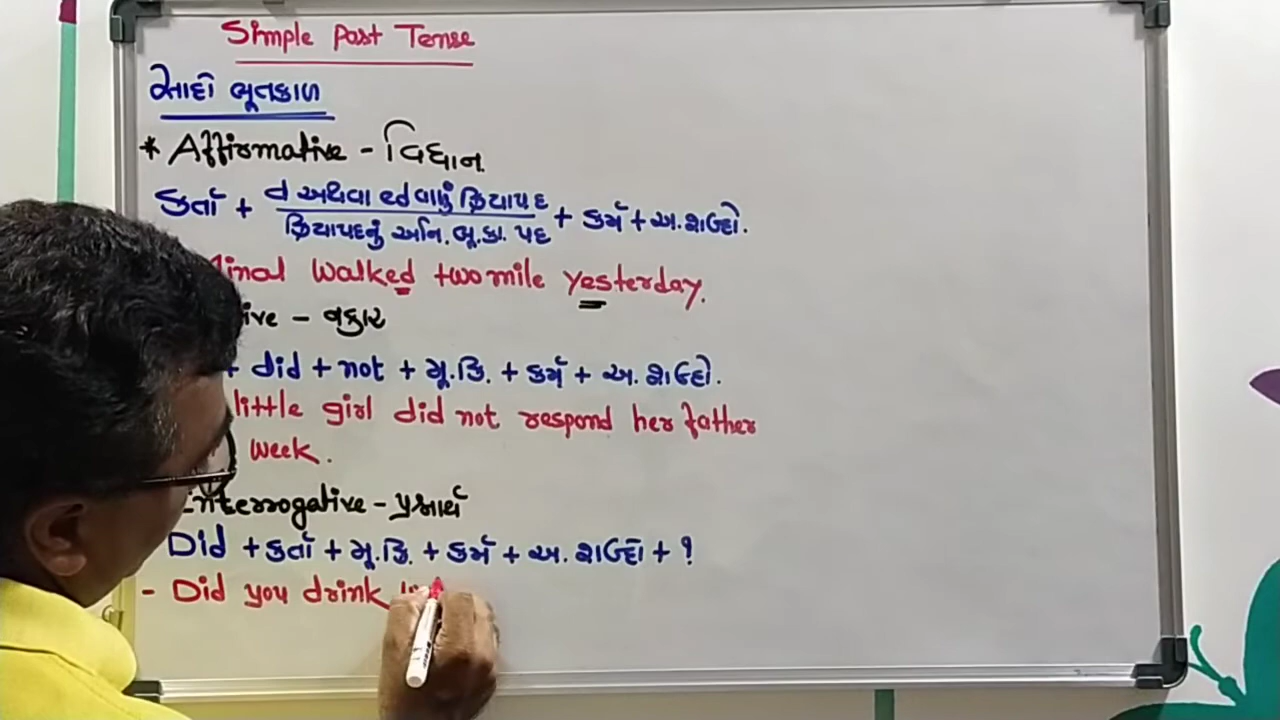 Simple Past Tense
સાદો ભૂતકાળ
* Affirmative - વિધાન
કર્તા + d અથવા ed વાળું ક્રિયાપદ + કર્મ + અ. શબ્દો.
ક્રિયાપદનું અનિ. ભૂ. કા. પદ
walked two mile yesterday.
ive - નકાર
+ did + not + મૂ. ક્રિ. + કર્મ + અ. શબ્દો.
little girl did not respond her father
week.
Interrogative - પ્રશ્નાર્થ
Did + કર્તા + મૂ. ક્રિ. + કર્મ + અ. શબ્દો + ?
- Did you drink